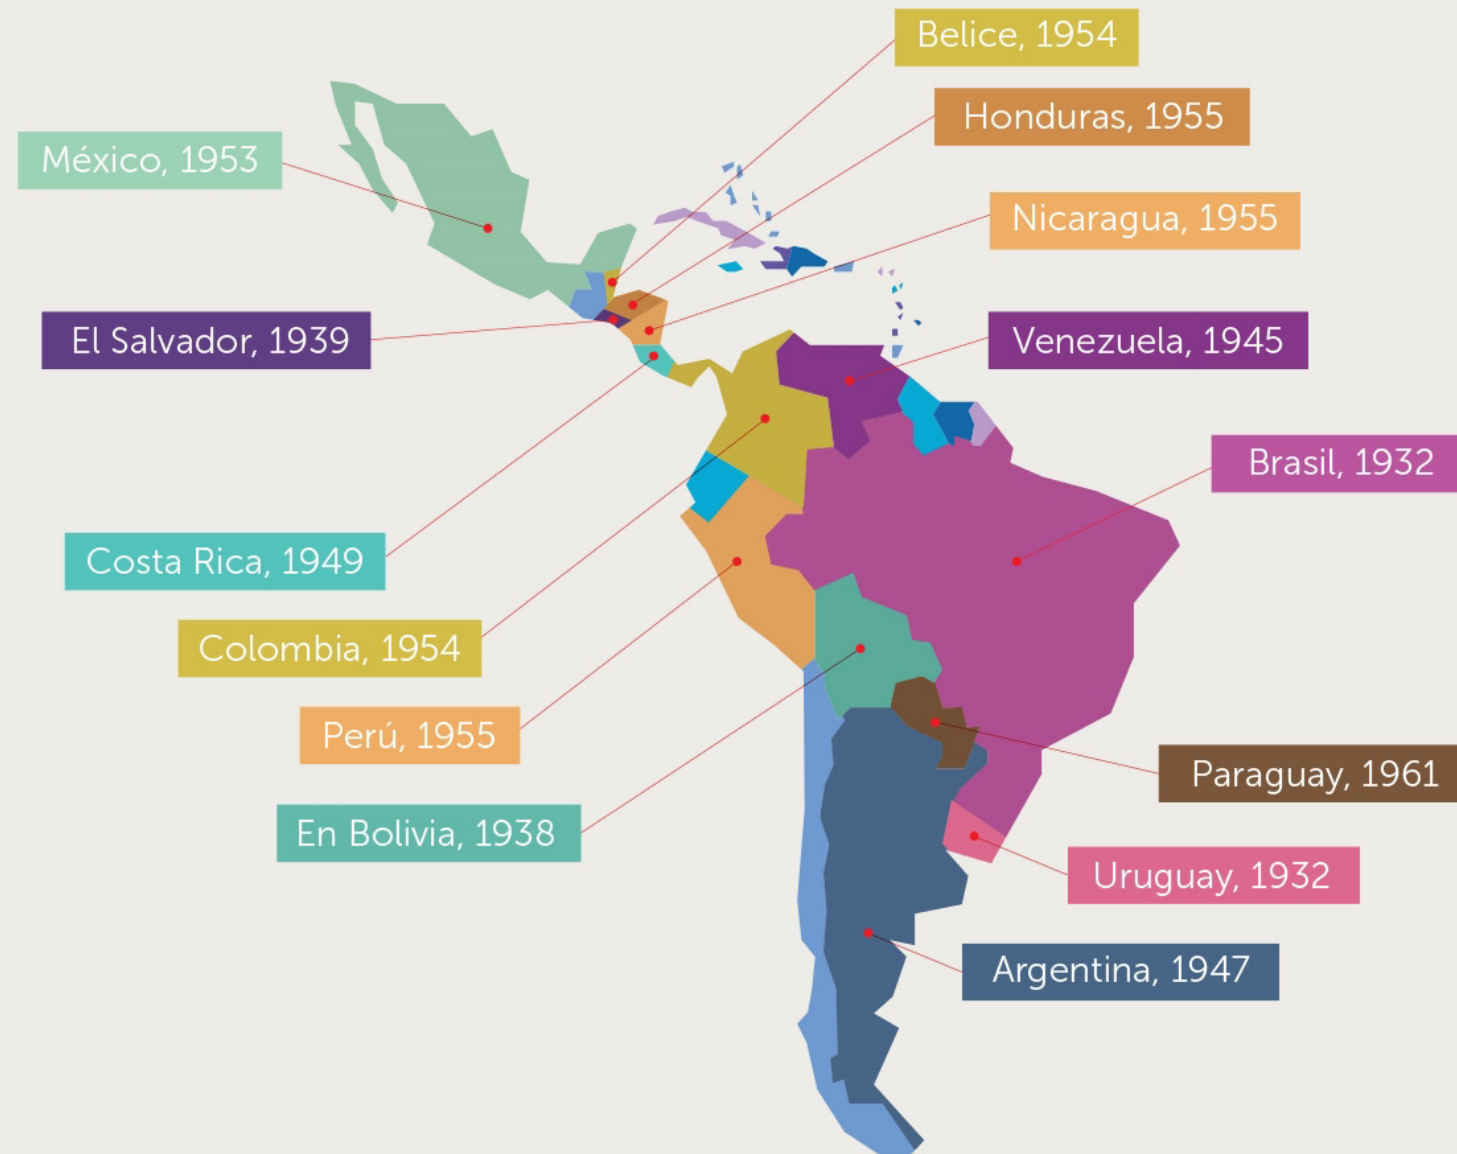 Belice, 1954
Honduras, 1955
México, 1953
Nicaragua, 1955
El Salvador, 1939
Venezuela, 1945
Brasil, 1932
Costa Rica, 1949
Colombia, 1954
Perú, 1955
Paraguay, 1961
En Bolivia, 1938
Uruguay, 1932
Argentina, 1947